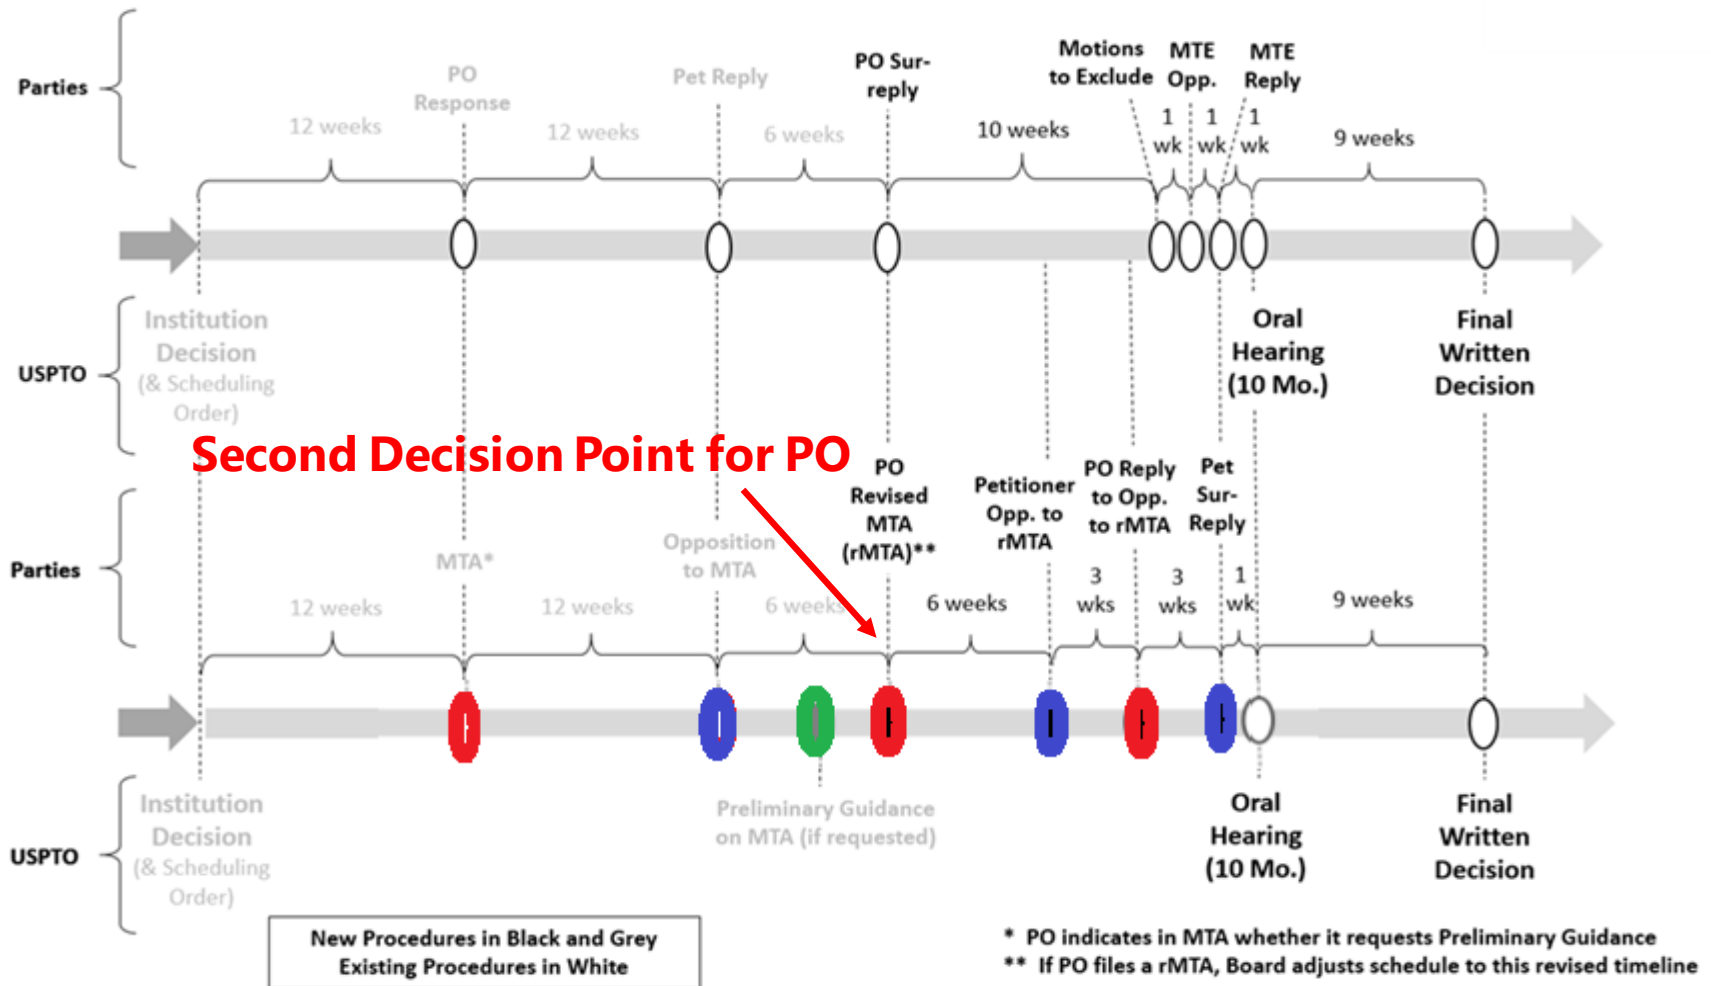 Parties
PO
Response
Pet Reply
PO Sur-
reply
Motions
to Exclude
MTE
Opp.
MTE
Reply
12 weeks
12 weeks
6 weeks
10 weeks
1
wk
1
wk
1
wk
9 weeks
USPTO
Institution
Decision
(& Scheduling
Order)
Oral
Hearing
(10 Mo.)
Final
Written
Decision
Second Decision Point for PO
Parties
MTA*
Opposition
to MTA
PO
Revised
MTA
(rMTA)**
Petitioner
Opp. to
rMTA
PO Reply
to Opp.
to rMTA
Pet
Sur-
Reply
12 weeks
12 weeks
6 weeks
6 weeks
3
wks
3
wks
1
wk
9 weeks
USPTO
Institution
Decision
(& Scheduling
Order)
Preliminary Guidance
on MTA (if requested)
Oral
Hearing
(10 Mo.)
Final
Written
Decision
New Procedures in Black and Grey
Existing Procedures in White
* PO indicates in MTA whether it requests Preliminary Guidance
** If PO files a rMTA, Board adjusts schedule to this revised timeline